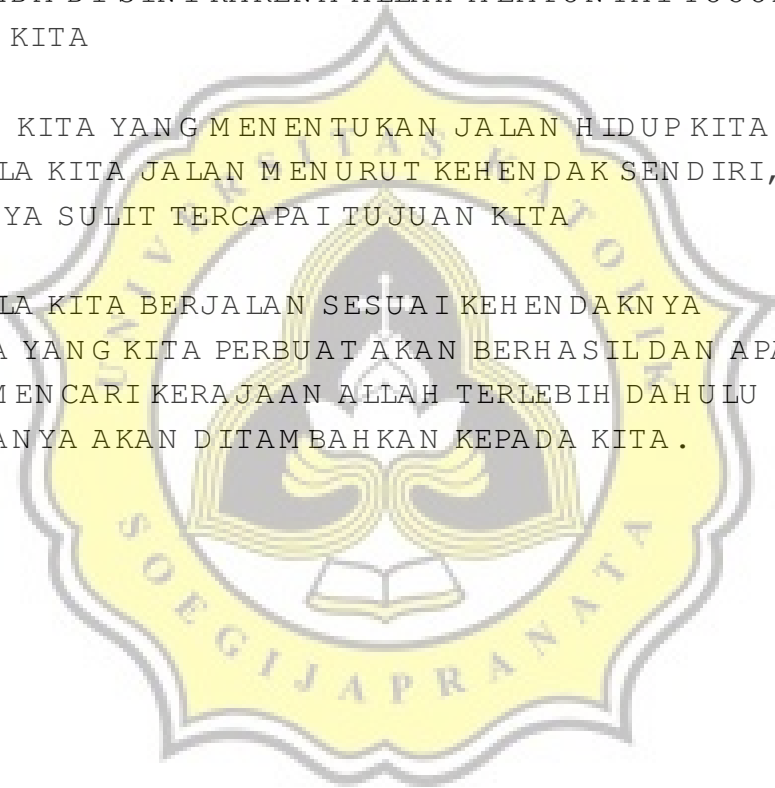 KITA
KITA YANG MENENTUKAN JALAN HIDUP KITA
LA KITA JALAN MENURUT KEHENDAK SENDIRI,
YA SULIT TERCAPAI TUJUAN KITA
LA KITA BERJALAN SESUAI KEHENDAKNYA
YANG KITA PERBUAT AKAN BERHASIL DAN APA
MENCARI KERAJAAN ALLAH TERLEBIH DAHULU
ANYA AKAN DITAMBAHKAN KEPADA KITA.
UNIVERSITAS KATOLIK
SOEGIJAPRANATA